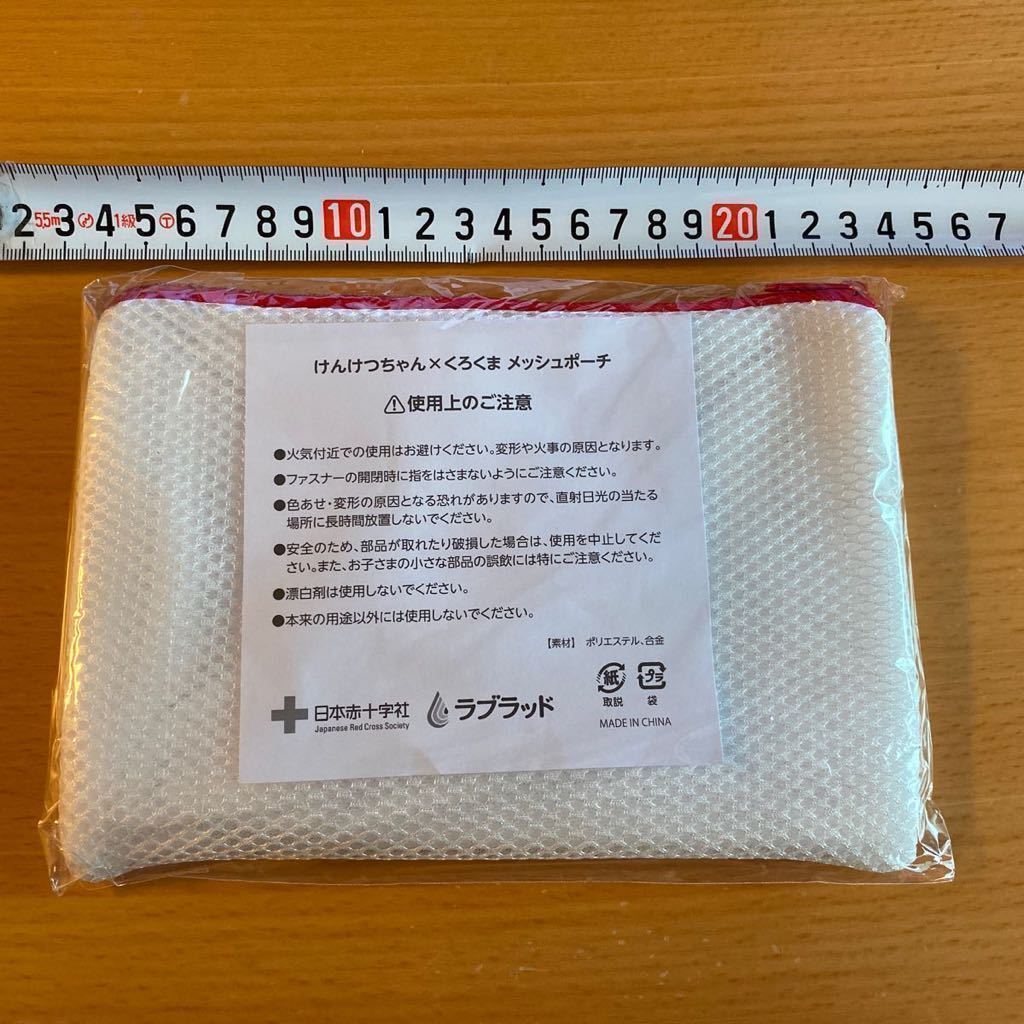 2 5.5m 3 4 1級 5 T 6 7 8 9 10 1 2 3 4 5 6 7 8 9 20 1 2 3 4 5 6 7
けんけつちゃん×くろくま メッシュポーチ
⚠使用上のご注意
●火気付近での使用はお避けください。変形や火事の原因となります。
●ファスナーの開閉時に指をはさまないようにご注意ください。
●色あせ・変形の原因となる恐れがありますので、直射日光の当たる
場所に長時間放置しないでください。
●安全のため、部品が取れたり破損した場合は、使用を中止してくだ
さい。また、お子さまの小さな部品の誤飲には特にご注意ください。
●漂白剤は使用しないでください。
●本来の用途以外には使用しないでください。
【素材】 ポリエステル、合金
紙 プラ
取説 袋
日本赤十字社 ラブラッド
Japanese Red Cross Society
MADE IN CHINA